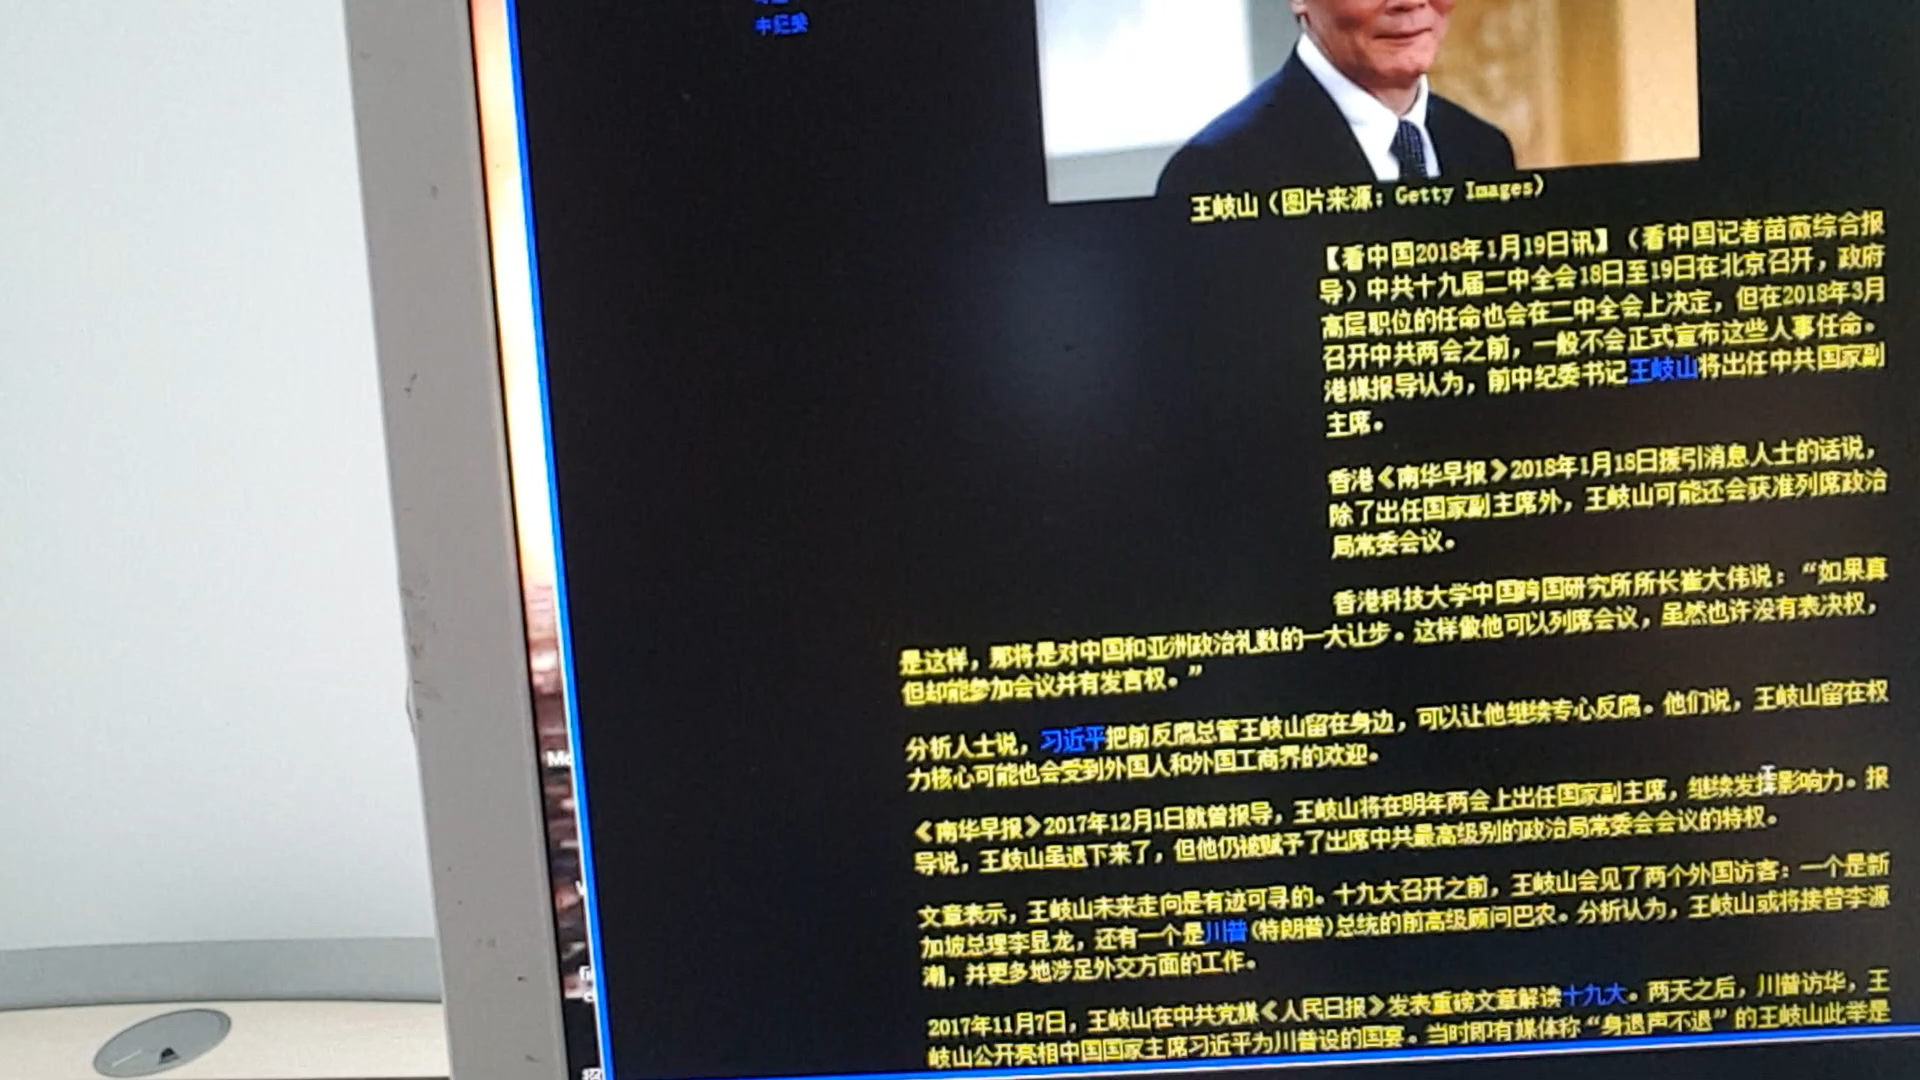 中纪委
王岐山（图片来源：Getty Images）
【看中国2018年1月19日讯】（看中国记者苗薇综合报
导）中共十九届二中全会18日至19日在北京召开，政府
高层职位的任命也会在二中全会上决定，但在2018年3月
召开中共两会之前，一般不会正式宣布这些人事任命。
港媒报导认为，前中纪委书记王岐山将出任中共国家副
主席。
香港《南华早报》2018年1月18日援引消息人士的话说，
除了出任国家副主席外，王岐山可能还会获准列席政治
局常委会议。
香港科技大学中国跨国研究所所长崔大伟说：“如果真
是这样，那将是对中国和亚洲政治礼数的一大让步。这样做他可以列席会议，虽然也许没有表决权，
但却能参加会议并有发言权。”
分析人士说，习近平把前反腐总管王岐山留在身边，可以让他继续专心反腐。他们说，王岐山留在权
力核心可能也会受到外国人和外国工商界的欢迎。
《南华早报》2017年12月1日就曾报导，王岐山将在明年两会上出任国家副主席，继续发挥影响力。报
导说，王岐山虽退下来了，但他仍被赋予了出席中共最高级别的政治局常委会会议的特权。
文章表示，王岐山未来走向是有迹可寻的。十九大召开之前，王岐山会见了两个外国访客：一个是新
加坡总理李显龙，还有一个是川普(特朗普)总统的前高级顾问巴农。分析认为，王岐山或将接替李源
潮，并更多地涉足外交方面的工作。
2017年11月7日，王岐山在中共党媒《人民日报》发表重磅文章解读十九大。两天之后，川普访华，王
岐山公开亮相中国国家主席习近平为川普设的国宴。当时即有媒体称“身退声不退”的王岐山此举是